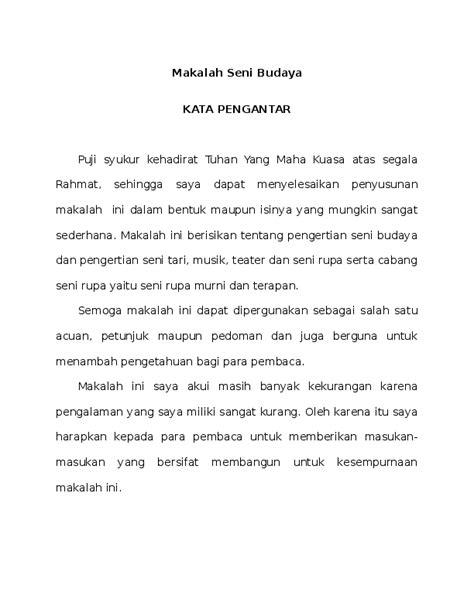 Makalah Seni Budaya
KATA PENGANTAR
Puji syukur kehadirat Tuhan Yang Maha Kuasa atas segala
Rahmat, sehingga saya dapat menyelesaikan penyusunan
makalah ini dalam bentuk maupun isinya yang mungkin sangat
sederhana. Makalah ini berisikan tentang pengertian seni budaya
dan pengertian seni tari, musik, teater dan seni rupa serta cabang
seni rupa yaitu seni rupa murni dan terapan.
Semoga makalah ini dapat dipergunakan sebagai salah satu
acuan, petunjuk maupun pedoman dan juga berguna untuk
menambah pengetahuan bagi para pembaca.
Makalah ini saya akui masih banyak kekurangan karena
pengalaman yang saya miliki sangat kurang. Oleh karena itu saya
harapkan kepada para pembaca untuk memberikan masukan-
masukan yang bersifat membangun untuk kesempurnaan
makalah ini.